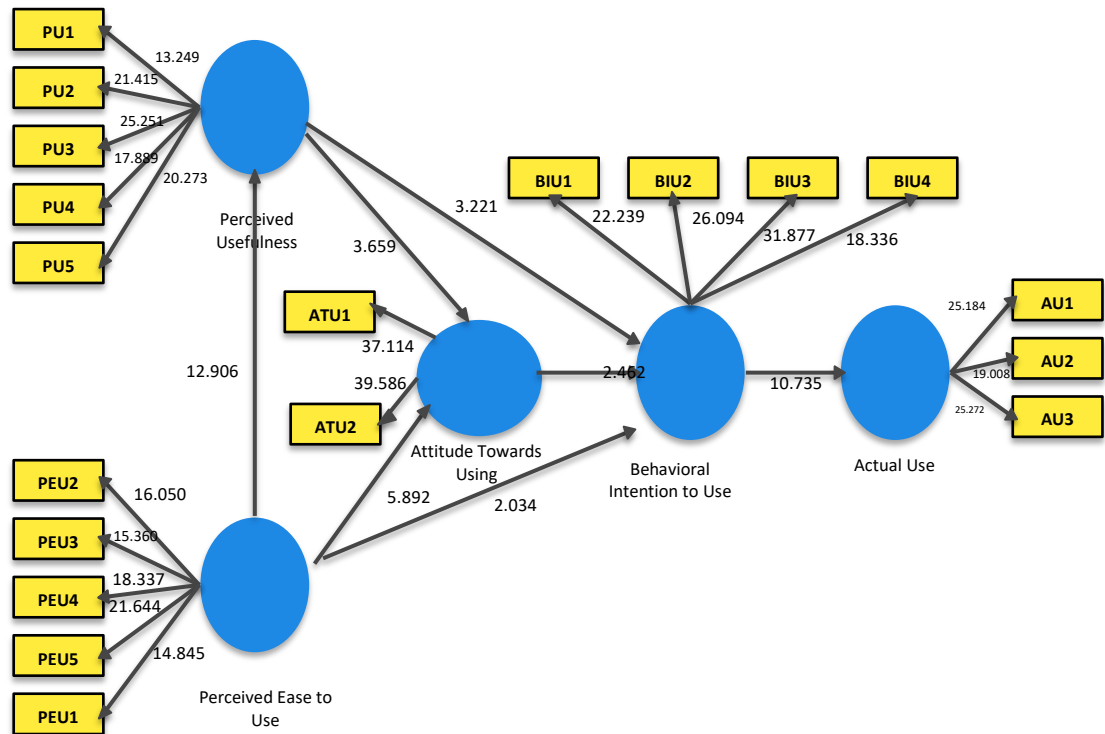 PU1
13.249
PU2
21.415
PU3
25.251
PU4
17.889
PU5
20.273
Perceived
Usefulness
3.221
3.659
12.906
BIU1
BIU2
BIU3
BIU4
22.239
26.094
31.877
18.336
ATU1
37.114
39.586
ATU2
Attitude Towards
Using
2.462
Behavioral
Intention to Use
10.735
Actual Use
25.184
AU1
19.008
AU2
25.272
AU3
5.892
2.034
PEU2
16.050
PEU3
15.360
PEU4
18.337
21.644
PEU5
14.845
PEU1
Perceived Ease to
Use